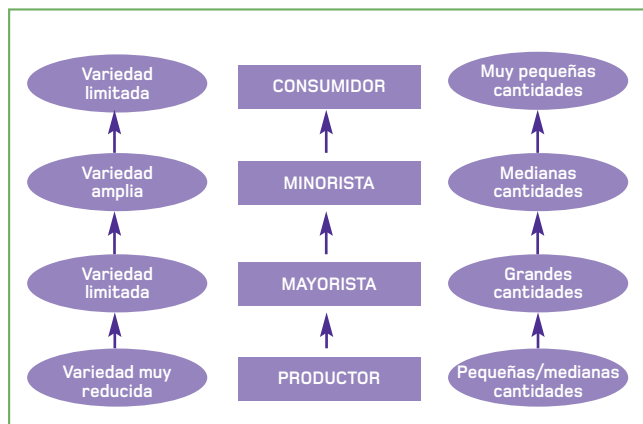 Variedad
limitada
CONSUMIDOR
Muy pequeñas
cantidades
Variedad
amplia
MINORISTA
Medianas
cantidades
Variedad
limitada
MAYORISTA
Grandes
cantidades
Variedad muy
reducida
PRODUCTOR
Pequeñas/medianas
cantidades